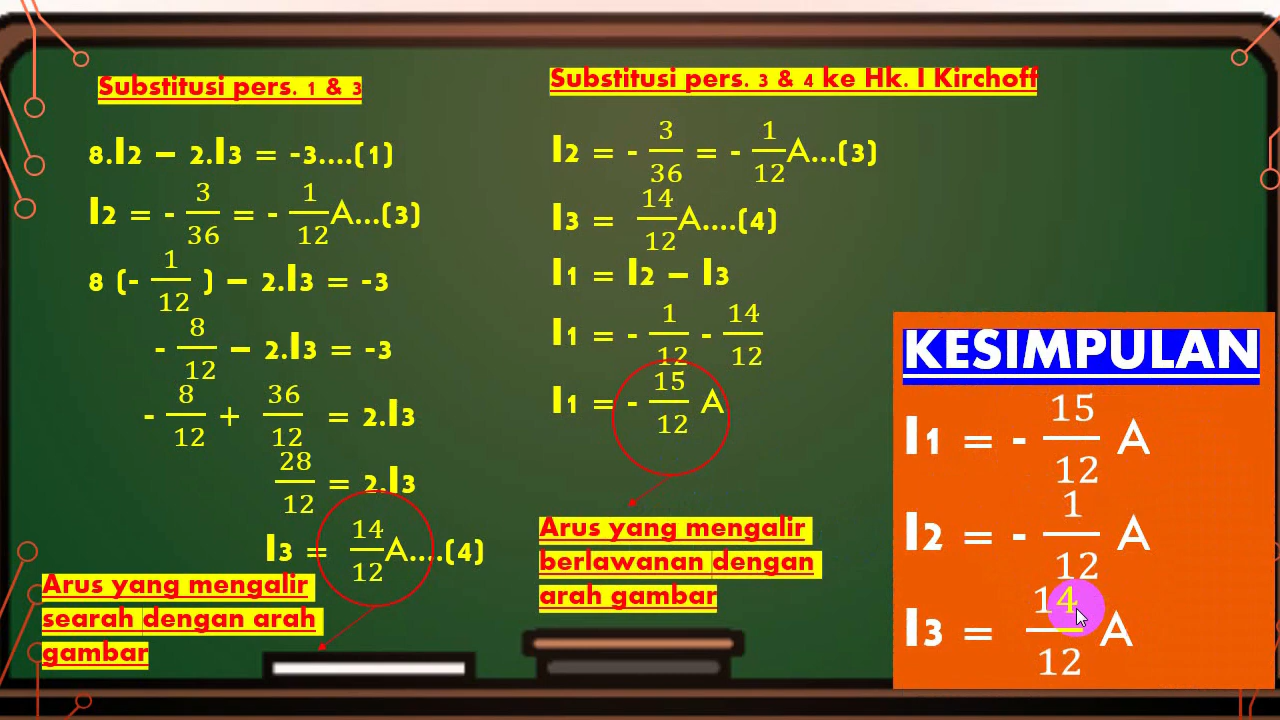 Substitusi pers. 1 & 3
8.I2 – 2.I3 = -3....(1)
I2 = - 3/36 = - 1/12 A...(3)
8 (- 1/12 ) – 2.I3 = -3
- 8/12 – 2.I3 = -3
- 8/12 + 36/12 = 2.I3
28/12 = 2.I3
I3 = 14/12 A....(4)
Arus yang mengalir
searah dengan arah
gambar
Substitusi pers. 3 & 4 ke Hk. I Kirchoff
I2 = - 3/36 = - 1/12 A...(3)
I3 = 14/12 A....(4)
I1 = I2 – I3
I1 = - 1/12 - 14/12
I1 = - 15/12 A
Arus yang mengalir
berlawanan dengan
arah gambar
KESIMPULAN
I1 = - 15/12 A
I2 = - 1/12 A
I3 = 14/12 A